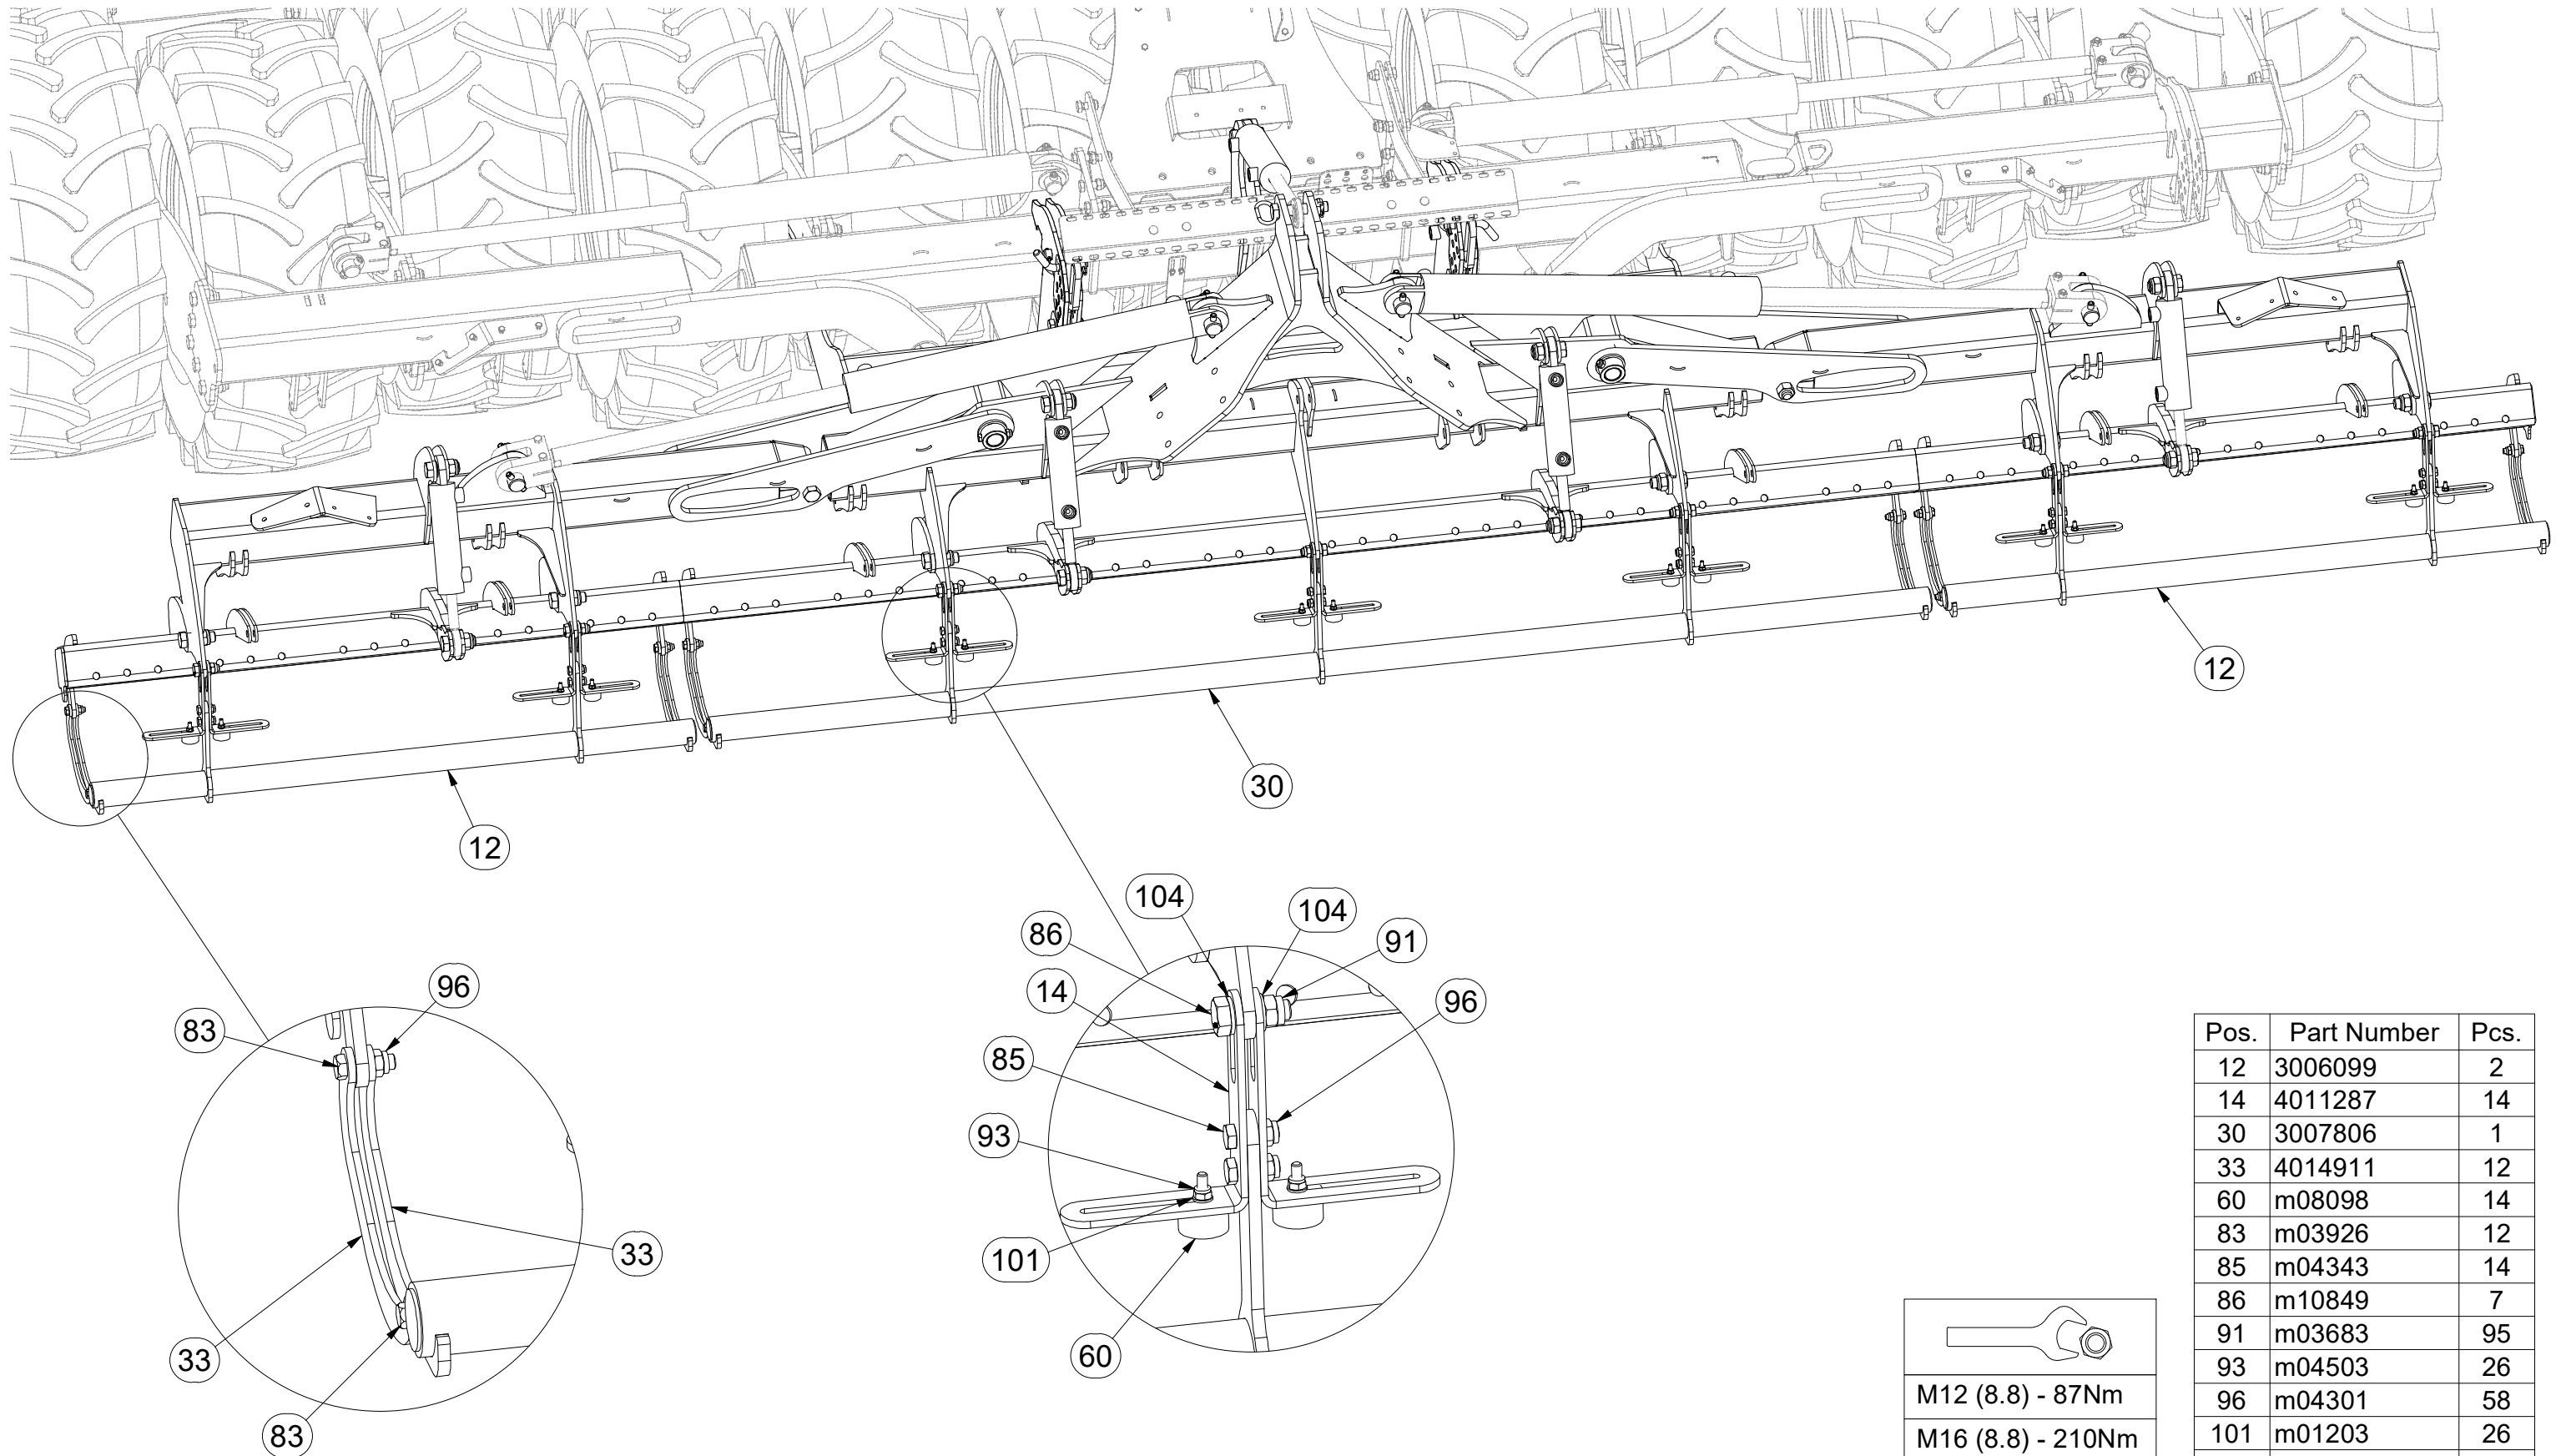 12
30
12
104
104
86
91
14
96
96
83
85
93
33
101
33
60
83
Pos. Part Number Pcs.
12 3006099 2
14 4011287 14
30 3007806 1
33 4014911 12
60 m08098 14
83 m03926 12
85 m04343 14
86 m10849 7
91 m03683 95
93 m04503 26
96 m04301 58
101 m01203 26
M12 (8.8) - 87Nm
M16 (8.8) - 210Nm